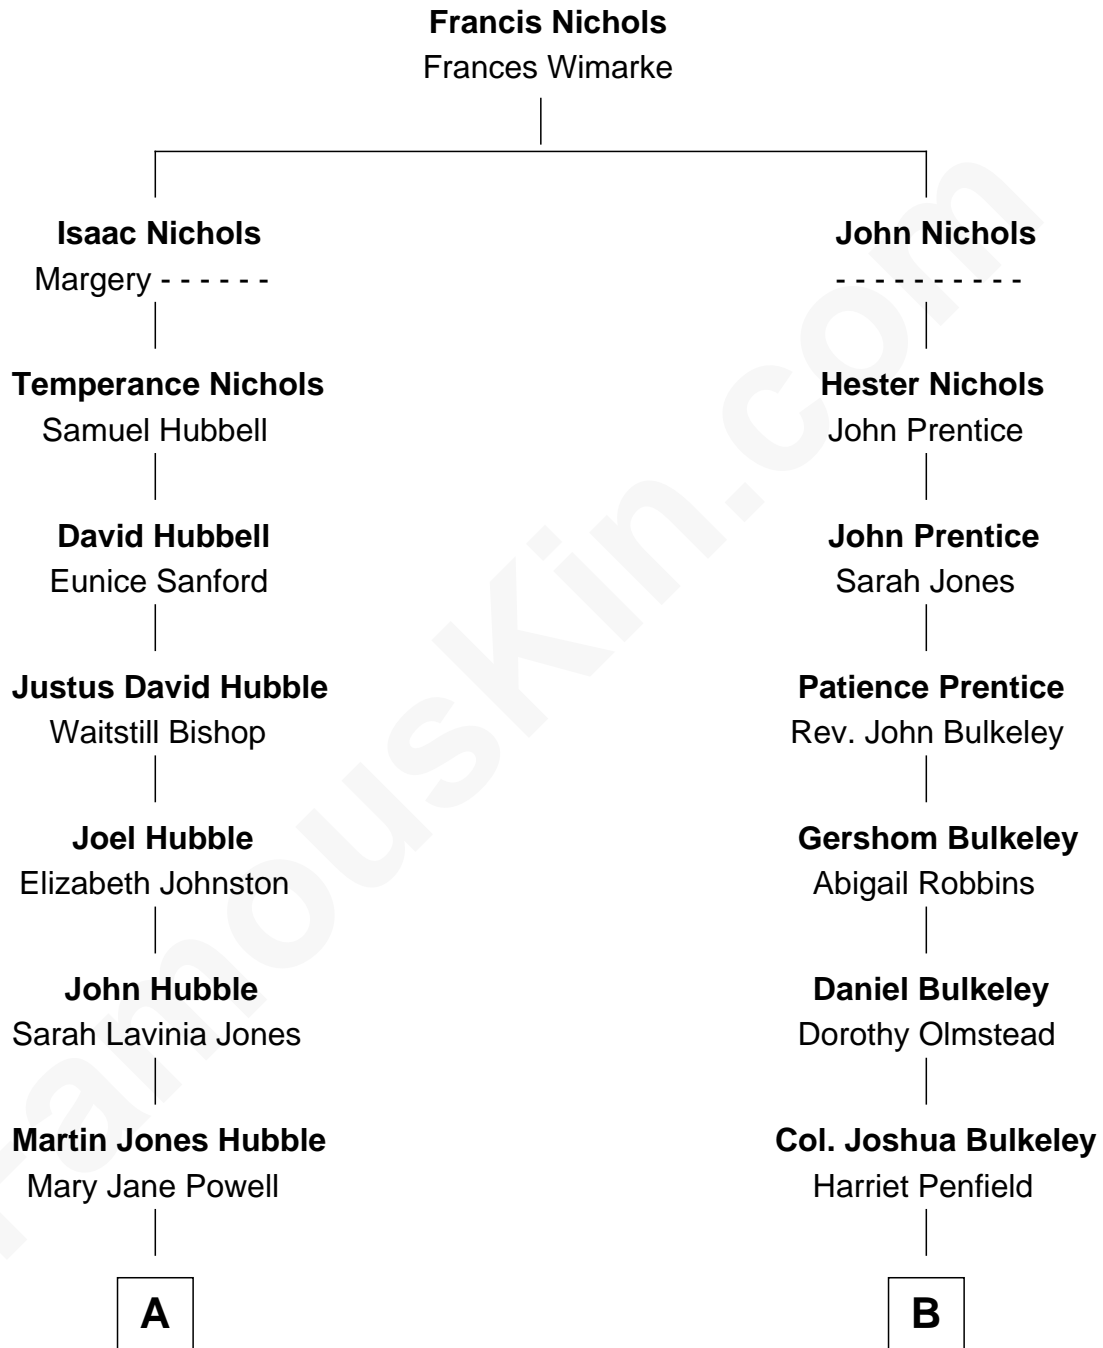 Francis Nichols
Frances Wimarke
Isaac Nichols
Margery - - - - - -
John Nichols
- - - - - - - - - -
Temperance Nichols
Samuel Hubbell
Hester Nichols
John Prentice
David Hubbell
Eunice Sanford
John Prentice
Sarah Jones
Justus David Hubble
Waitstill Bishop
Patience Prentice
Rev. John Bulkeley
Joel Hubble
Elizabeth Johnston
Gershom Bulkeley
Abigail Robbins
John Hubble
Sarah Lavinia Jones
Daniel Bulkeley
Dorothy Olmstead
Martin Jones Hubble
Mary Jane Powell
Col. Joshua Bulkeley
Harriet Penfield
A
B
FamousKin.com